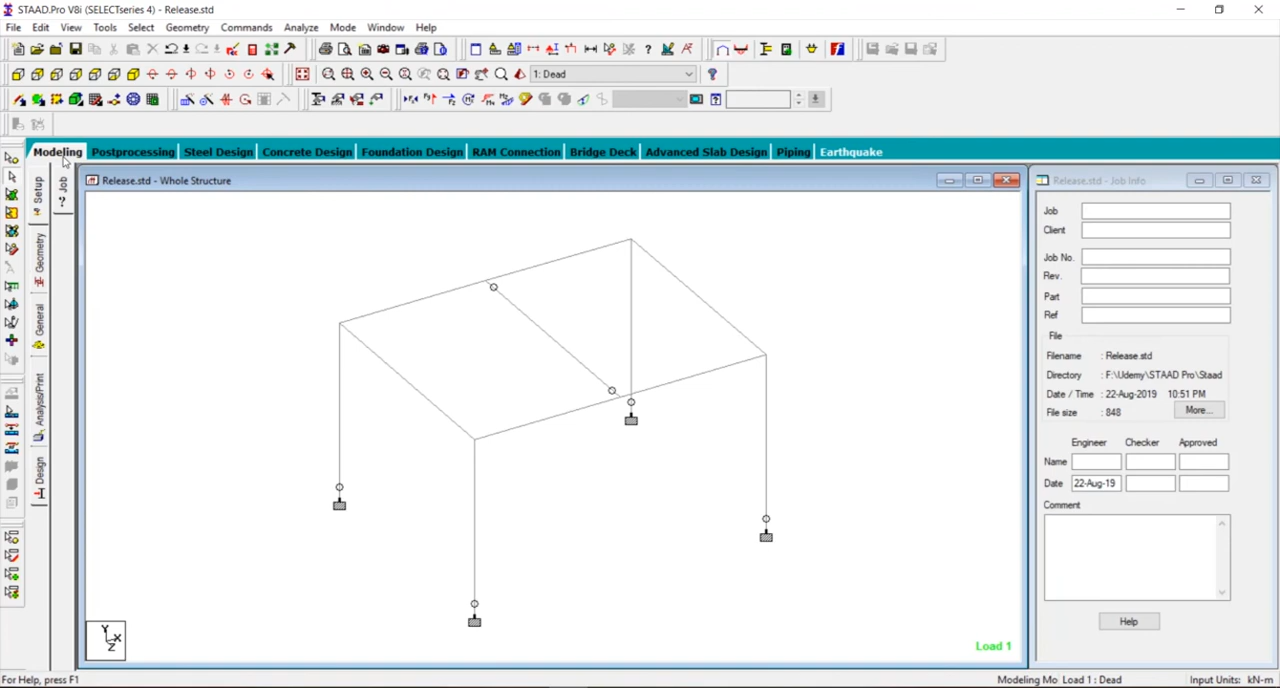 STAAD.Pro V8i (SELECTseries 4) - Release.std
File Edit View Tools Select Geometry Commands Analyze Mode Window Help
1: Dead
Modeling Postprocessing Steel Design Concrete Design Foundation Design RAM Connection Bridge Deck Advanced Slab Design Piping Earthquake
Setup
Geometry
General
Analysis/Print
Design
Job
Release.std - Whole Structure
Y
X
Z
Load 1
Release.std - Job Info
Job
Client
Job No.
Rev.
Part
Ref
File
Filename : Release.std
Directory : F:\Udemy\STAAD Pro\Staad
Date / Time : 22-Aug-2019 10:51 PM
File size : 848 More...
Engineer Checker Approved
Name
Date 22-Aug-19
Comment
Help
For Help, press F1 Modeling Mo Load 1 : Dead Input Units: kN-m